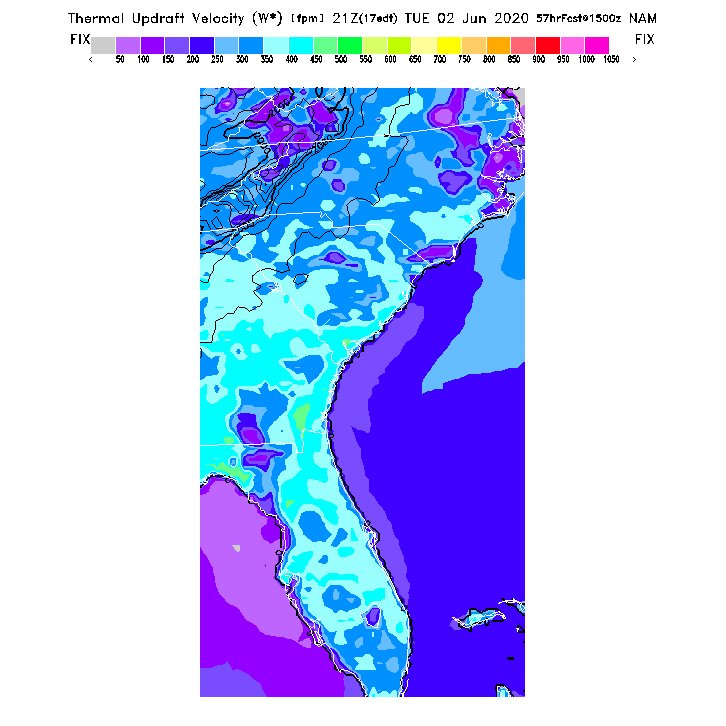 Thermal Updraft Velocity (W*) [fpm] 21Z(17edt) TUE 02 Jun 2020 57hrFcst@1500z NAM
FIX FIX
< 50 100 150 200 250 300 350 400 450 500 550 600 650 700 750 800 850 900 950 1000 1050 >